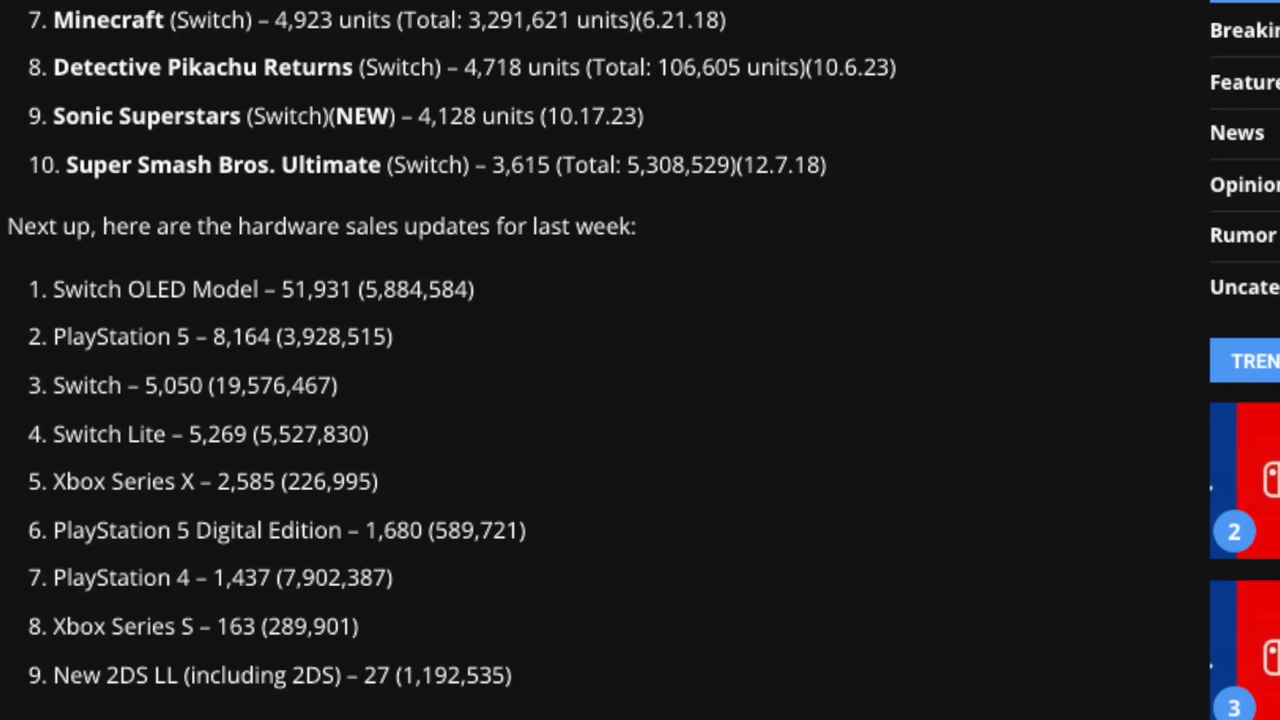 7. Minecraft (Switch) – 4,923 units (Total: 3,291,621 units)(6.21.18)
8. Detective Pikachu Returns (Switch) – 4,718 units (Total: 106,605 units)(10.6.23)
9. Sonic Superstars (Switch)(NEW) – 4,128 units (10.17.23)
10. Super Smash Bros. Ultimate (Switch) – 3,615 (Total: 5,308,529)(12.7.18)
Next up, here are the hardware sales updates for last week:
1. Switch OLED Model – 51,931 (5,884,584)
2. PlayStation 5 – 8,164 (3,928,515)
3. Switch – 5,050 (19,576,467)
4. Switch Lite – 5,269 (5,527,830)
5. Xbox Series X – 2,585 (226,995)
6. PlayStation 5 Digital Edition – 1,680 (589,721)
7. PlayStation 4 – 1,437 (7,902,387)
8. Xbox Series S – 163 (289,901)
9. New 2DS LL (including 2DS) – 27 (1,192,535)
News
Rumor
2
3